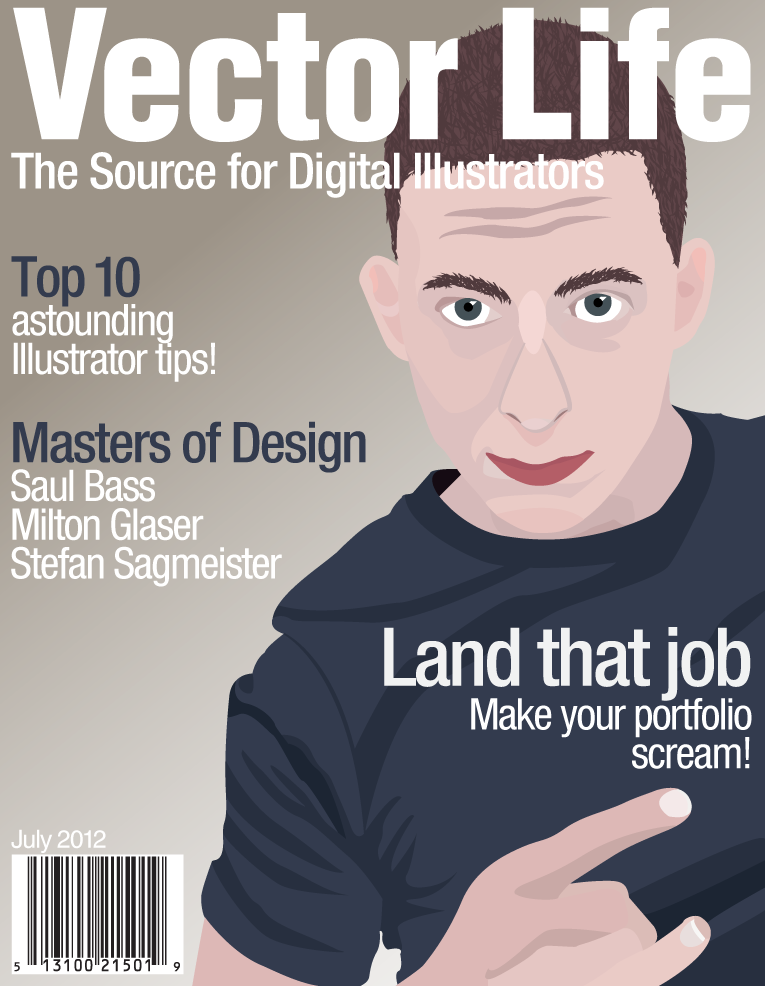 Vector Life
The Source for Digital Illustrators
Top 10
astounding
Illustrator tips!
Masters of Design
Saul Bass
Milton Glaser
Stefan Sagmeister
Land that job
Make your portfolio
scream!
July 2012
5 13100 21501 9